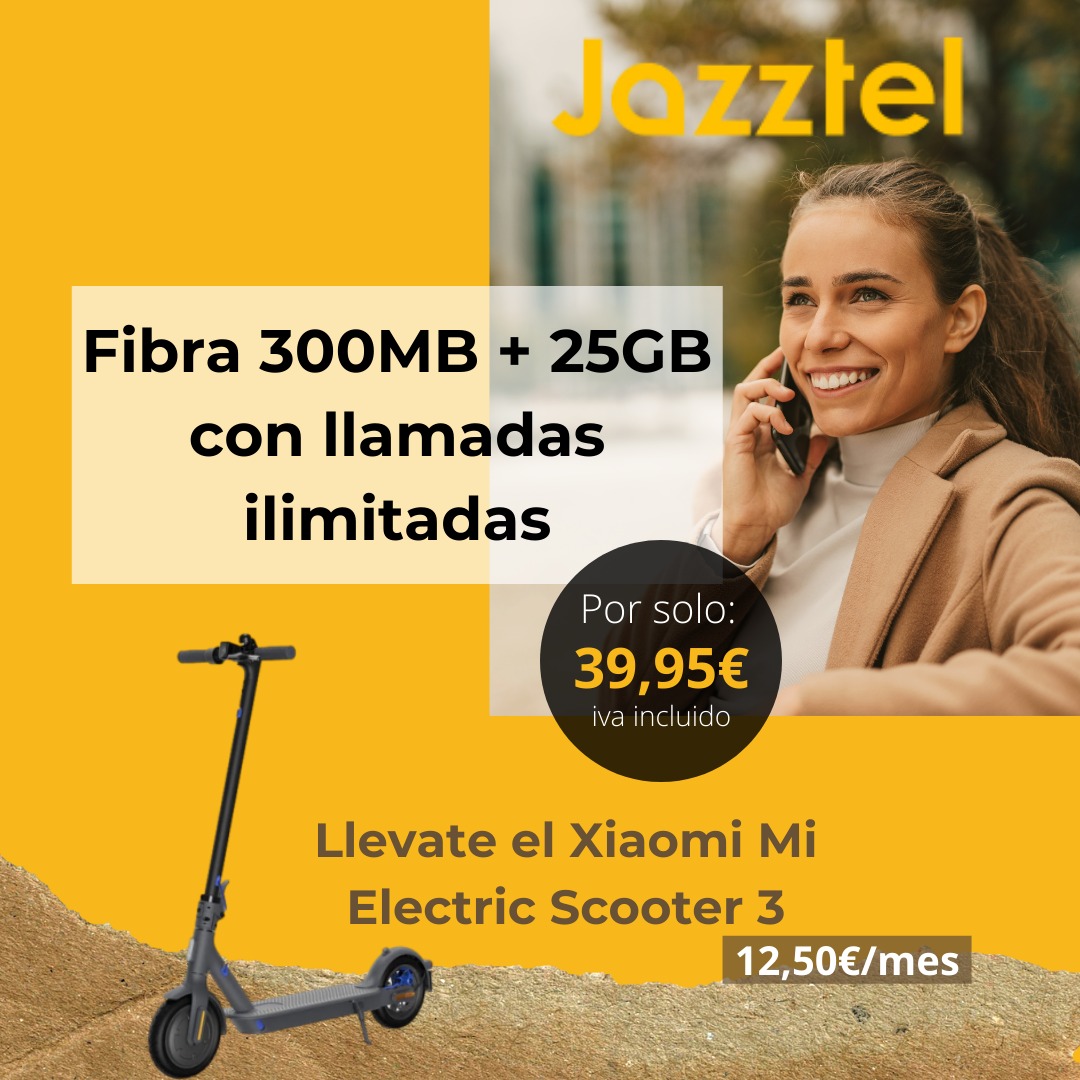 Jazztel
Fibra 300MB + 25GB
con llamadas
ilimitadas
Por solo:
39,95€
iva incluido
Llevate el Xiaomi Mi
Electric Scooter 3
12,50€/mes